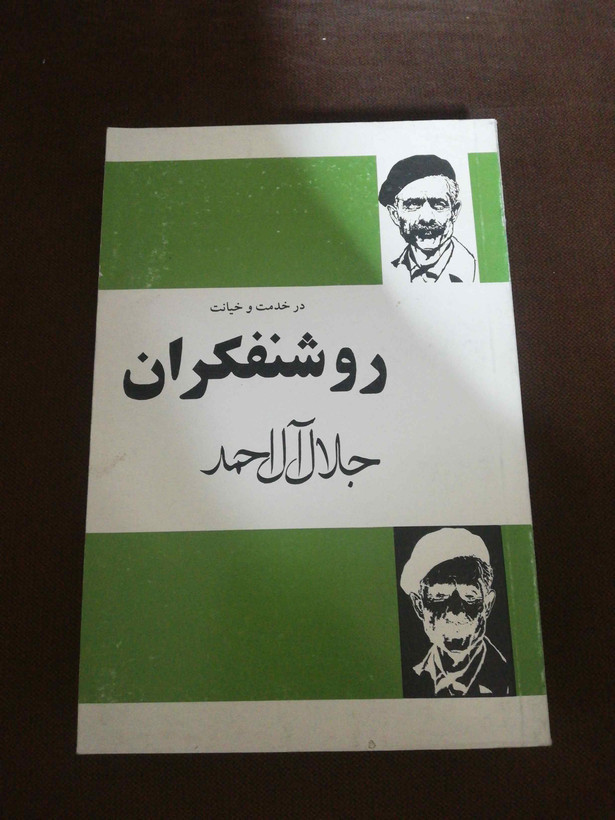 در خدمت و خیانت
روشنفکران
جلال آل احمد